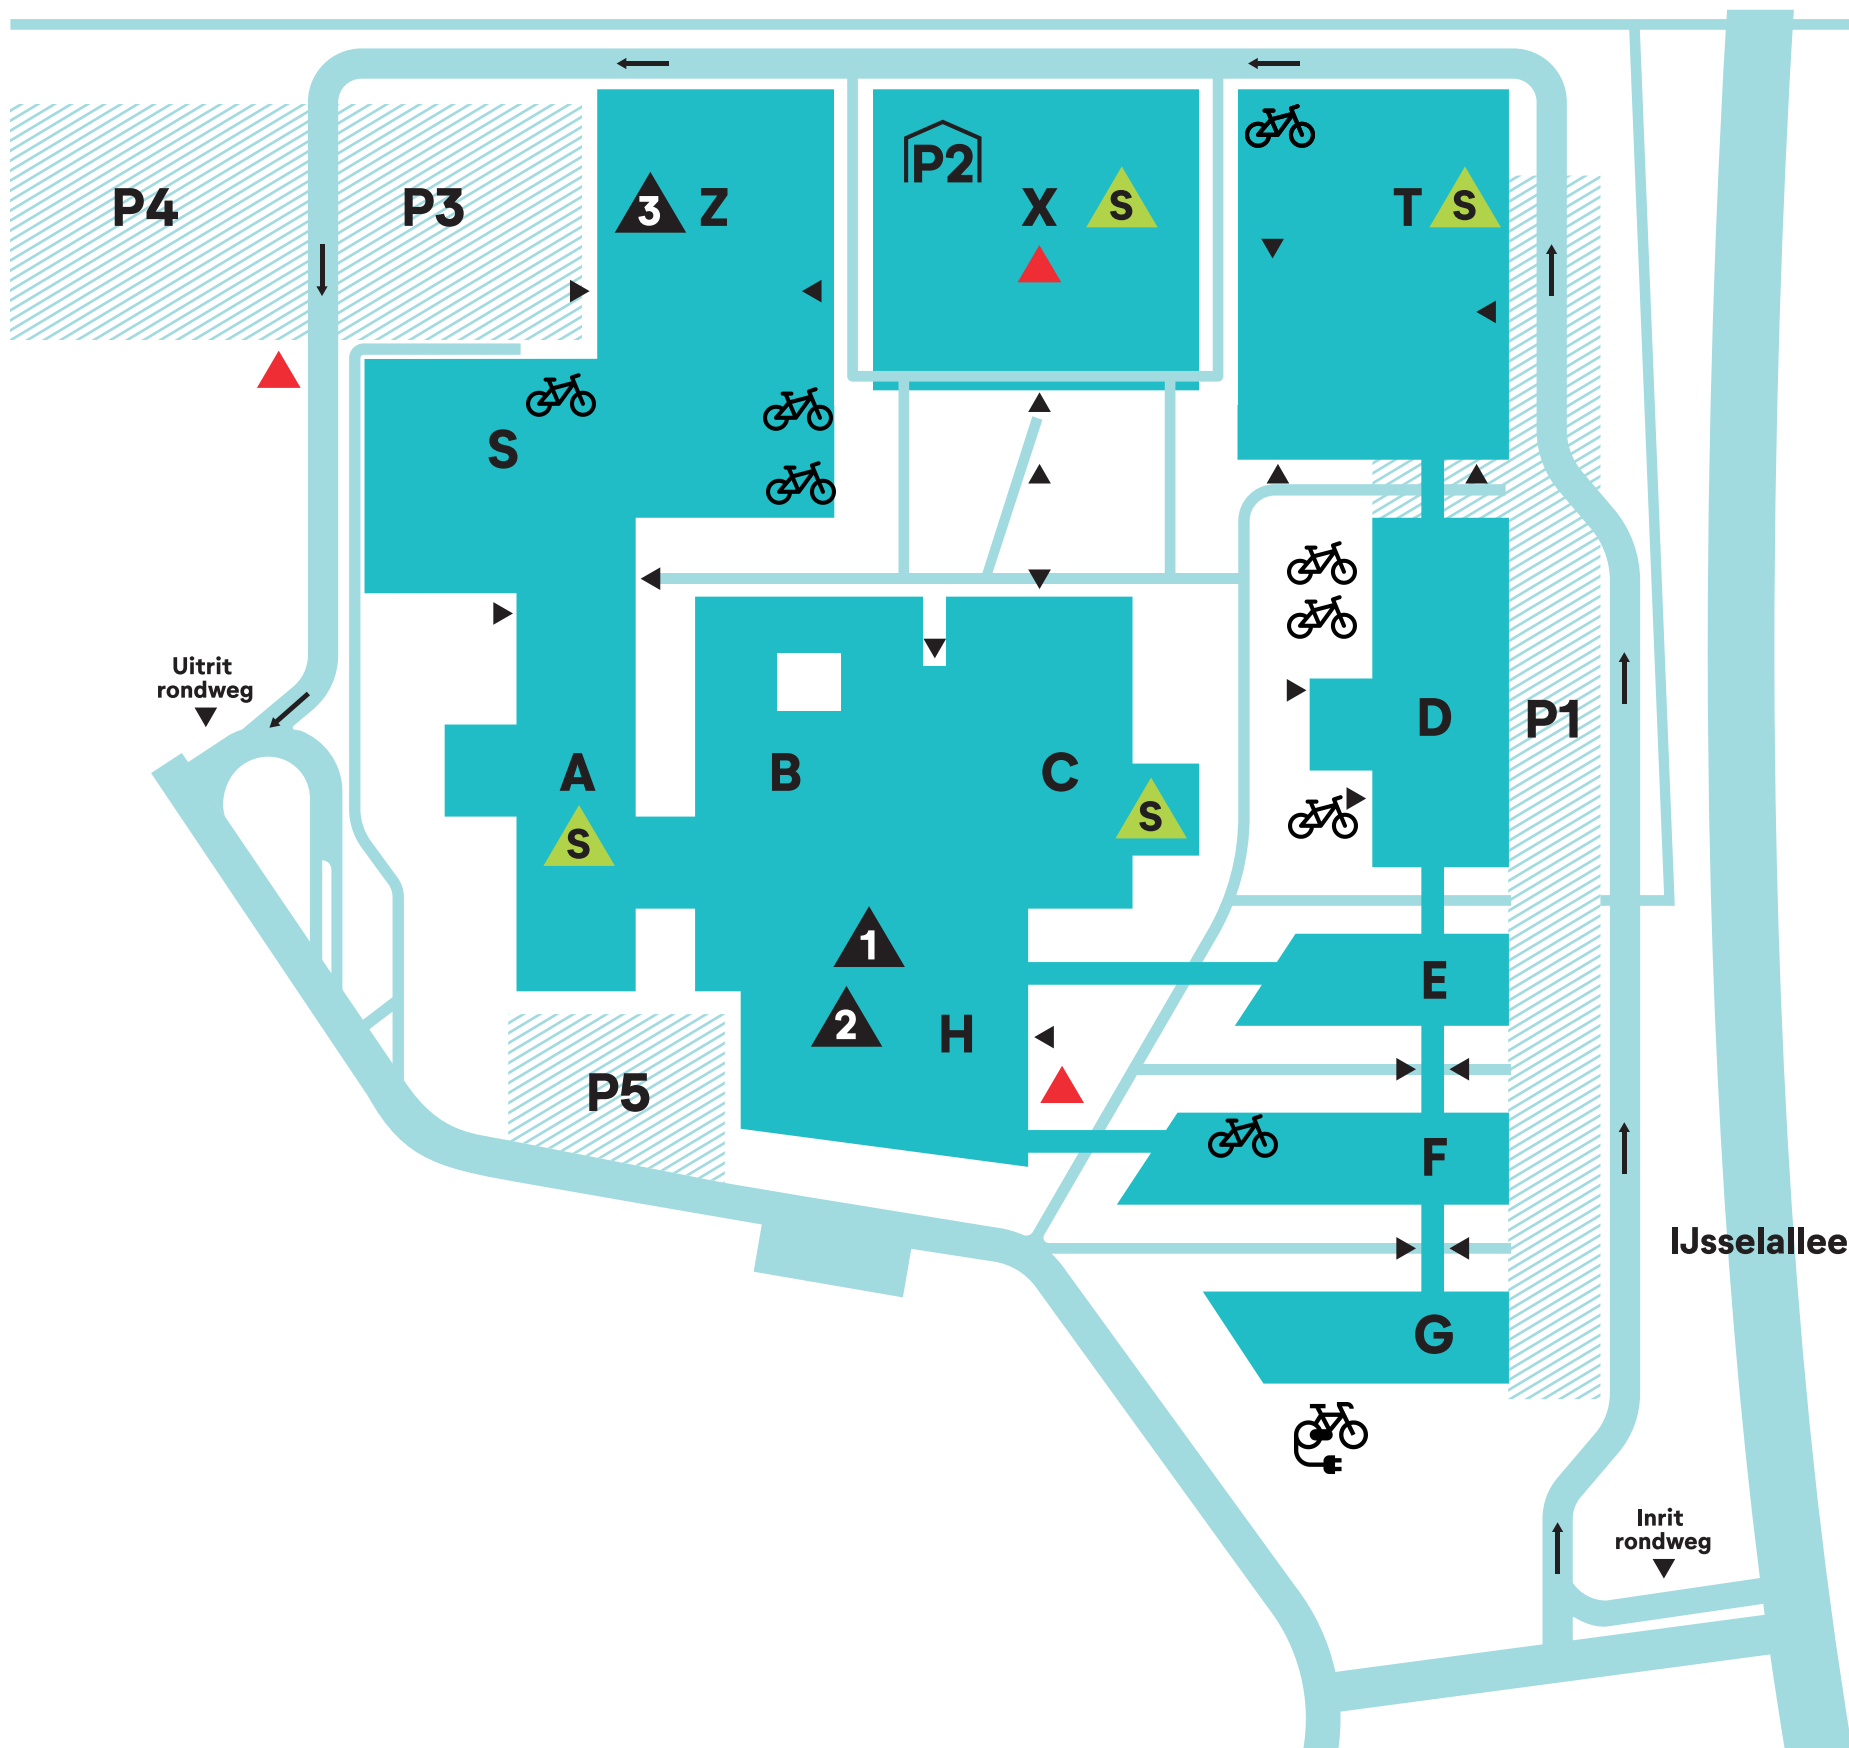 P4
P3
3 Z
P2
X S
T S
S
Uitrit
rondweg
A
S
B
C
S
D
P1
1
2
H
E
P5
F
IJsselallee
G
Inrit
rondweg